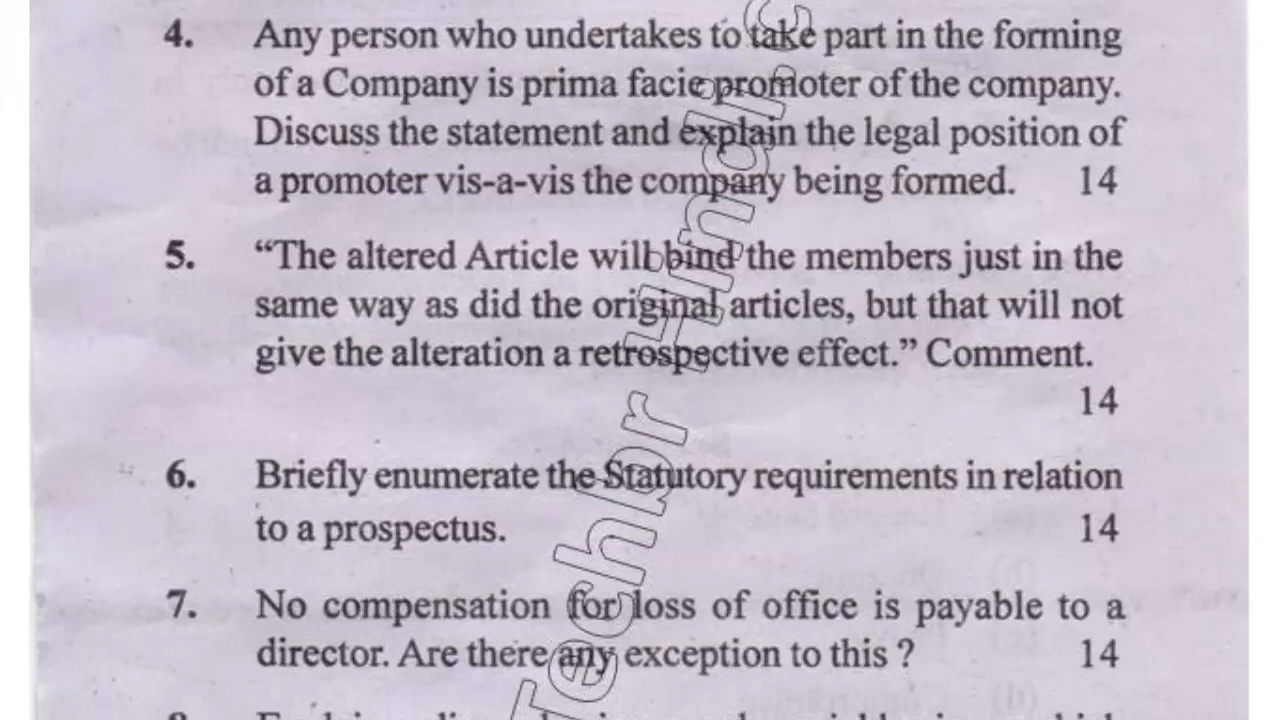 4. Any person who undertakes to take part in the forming
of a Company is prima facie promoter of the company.
Discuss the statement and explain the legal position of
a promoter vis-a-vis the company being formed. 14
5. “The altered Article will bind the members just in the
same way as did the original articles, but that will not
give the alteration a retrospective effect.” Comment.
14
6. Briefly enumerate the Statutory requirements in relation
to a prospectus. 14
7. No compensation for loss of office is payable to a
director. Are there any exception to this ? 14
Techbr Hindi.c